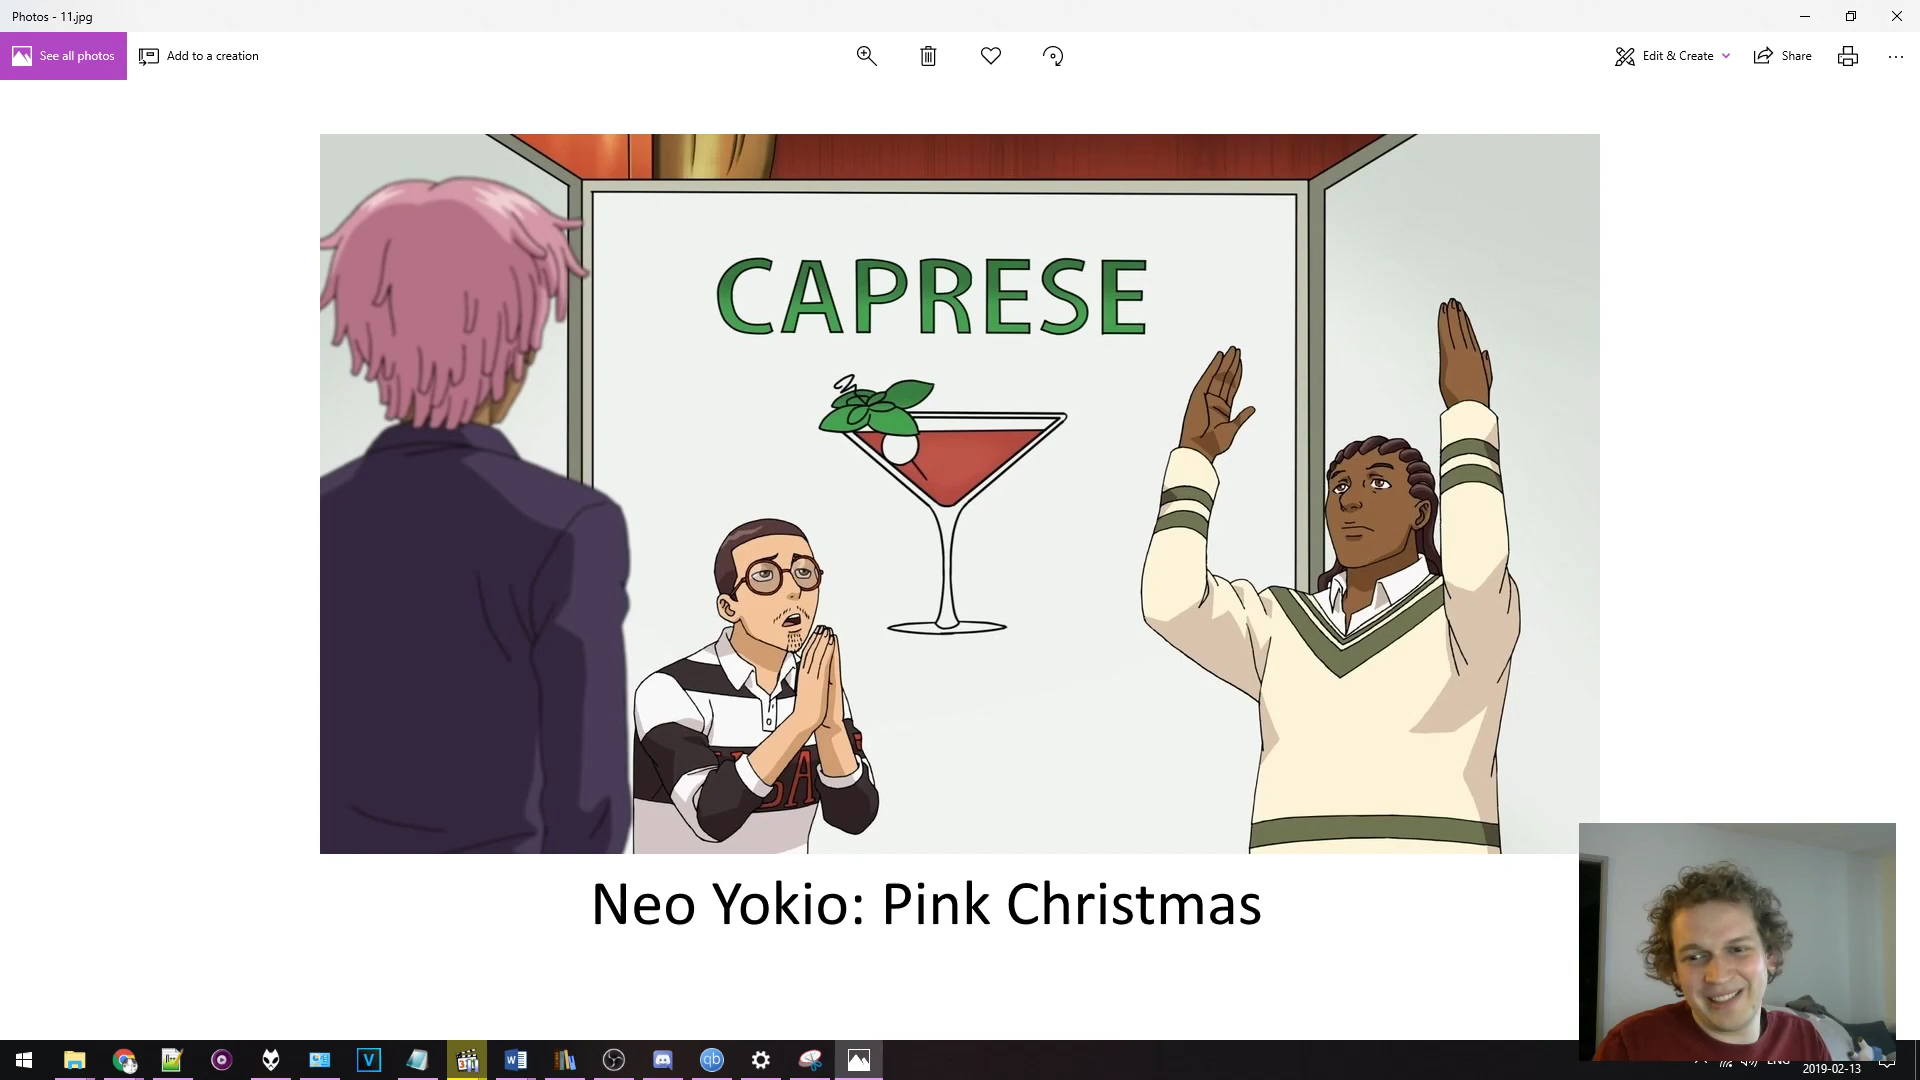 Photos - 11.jpg
See all photos
Add to a creation
Edit & Create
Share
CAPRESE
Neo Yokio: Pink Christmas
ENG
2019-02-13